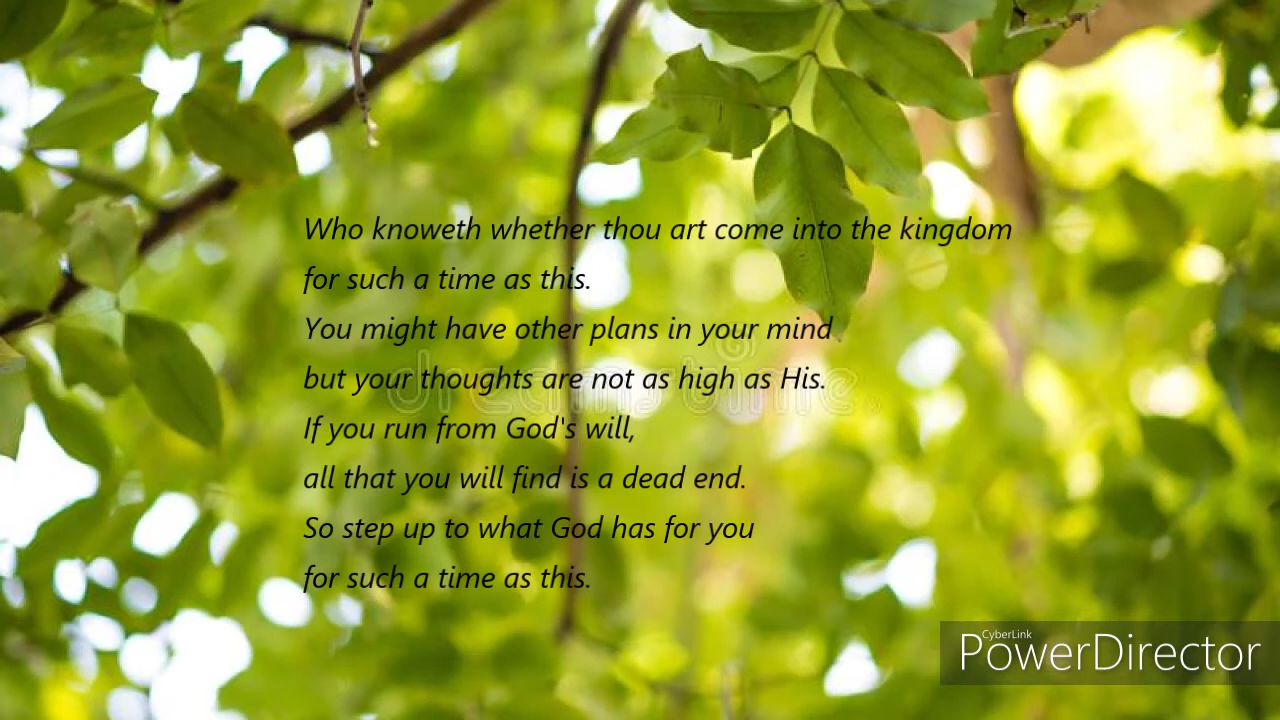 Who knoweth whether thou art come into the kingdom
for such a time as this.
You might have other plans in your mind
but your thoughts are not as high as His.
If you run from God's will,
all that you will find is a dead end.
So step up to what God has for you
for such a time as this.
dreamstime
CyberLink
PowerDirector